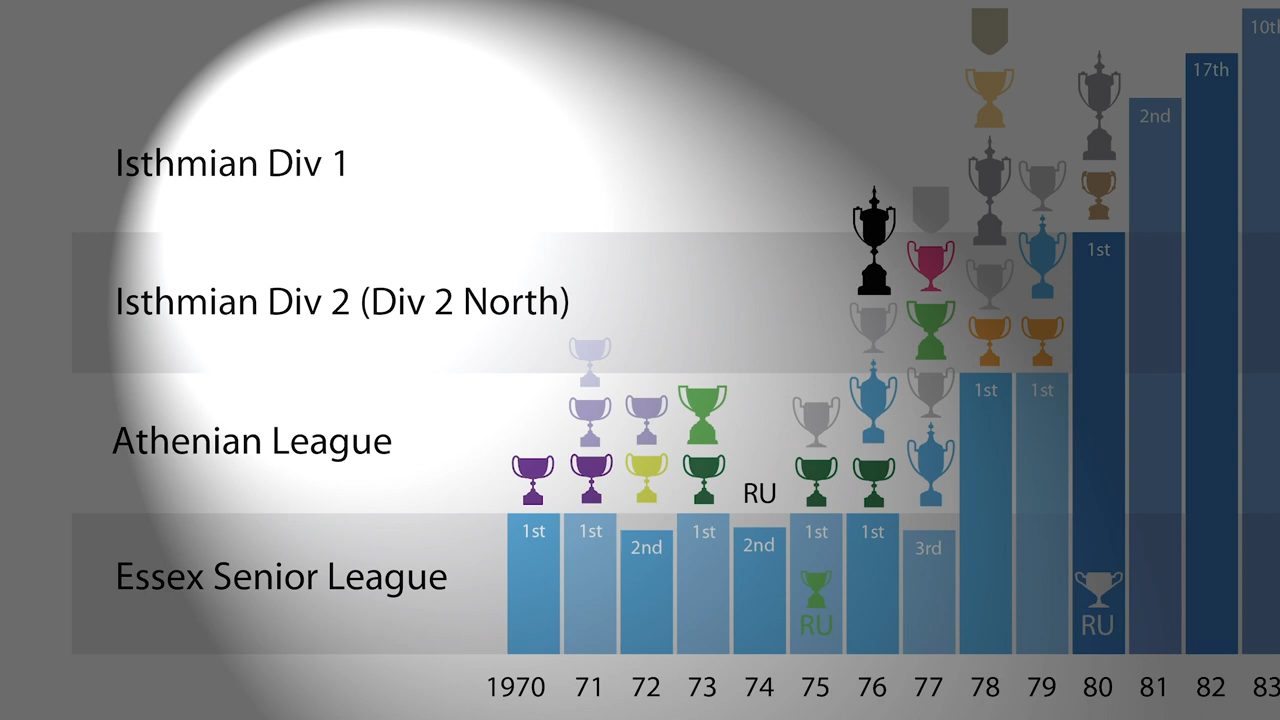 10th
17th
2nd
Isthmian Div 1
1st
Isthmian Div 2 (Div 2 North)
1st
1st
Athenian League
RU
1st
1st
2nd
1st
2nd
1st
1st
3rd
Essex Senior League
RU
RU
1970 71 72 73 74 75 76 77 78 79 80 81 82 83